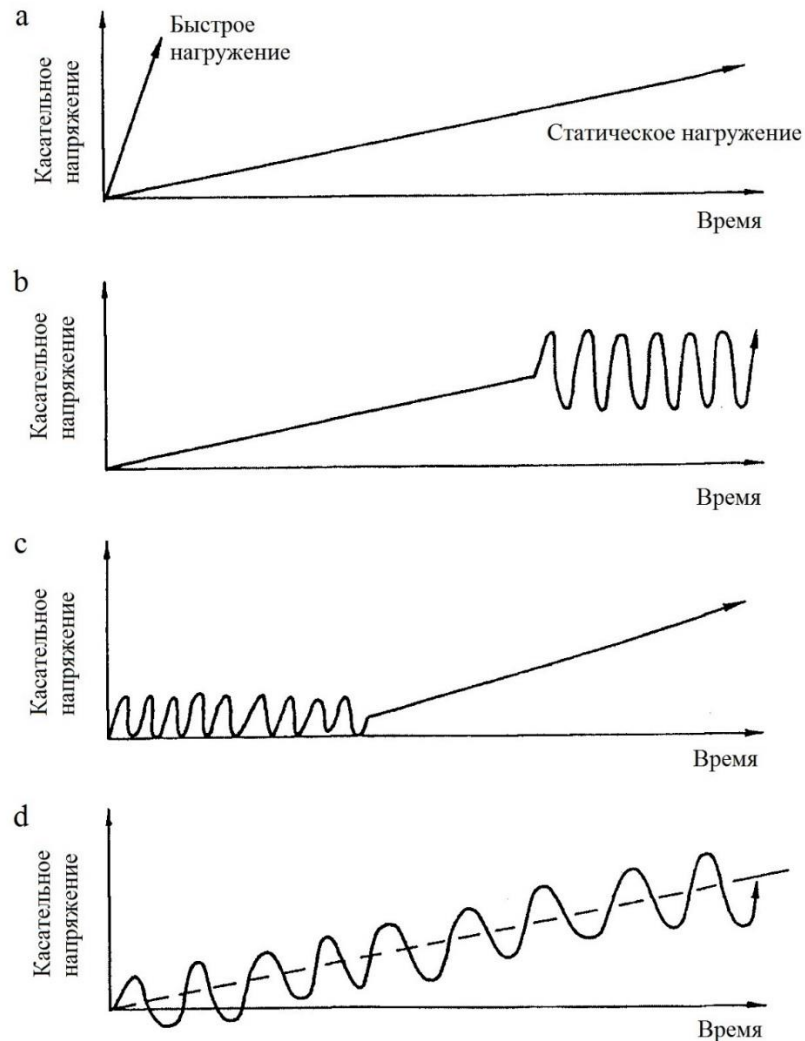 a
Быстрое
нагружение
Касательное
напряжение
Статическое нагружение
Время
b
Касательное
напряжение
Время
c
Касательное
напряжение
Время
d
Касательное
напряжение
Время